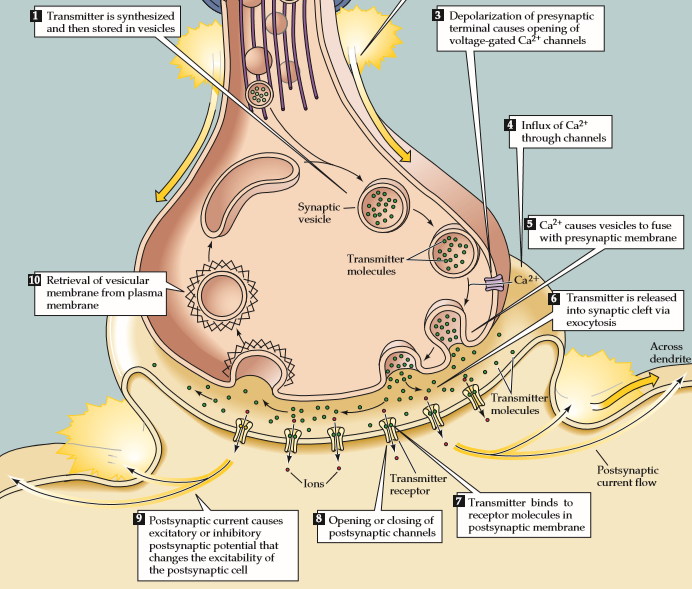 1 Transmitter is synthesized
and then stored in vesicles
3 Depolarization of presynaptic
terminal causes opening of
voltage-gated Ca2+ channels
4 Influx of Ca2+
through channels
Synaptic
vesicle
5 Ca2+ causes vesicles to fuse
with presynaptic membrane
Transmitter
molecules
Ca2+
10 Retrieval of vesicular
membrane from plasma
membrane
6 Transmitter is released
into synaptic cleft via
exocytosis
Across
dendrite
Transmitter
molecules
Ions
Transmitter
receptor
Postsynaptic
current flow
9 Postsynaptic current causes
excitatory or inhibitory
postsynaptic potential that
changes the excitability of
the postsynaptic cell
8 Opening or closing of
postsynaptic channels
7 Transmitter binds to
receptor molecules in
postsynaptic membrane